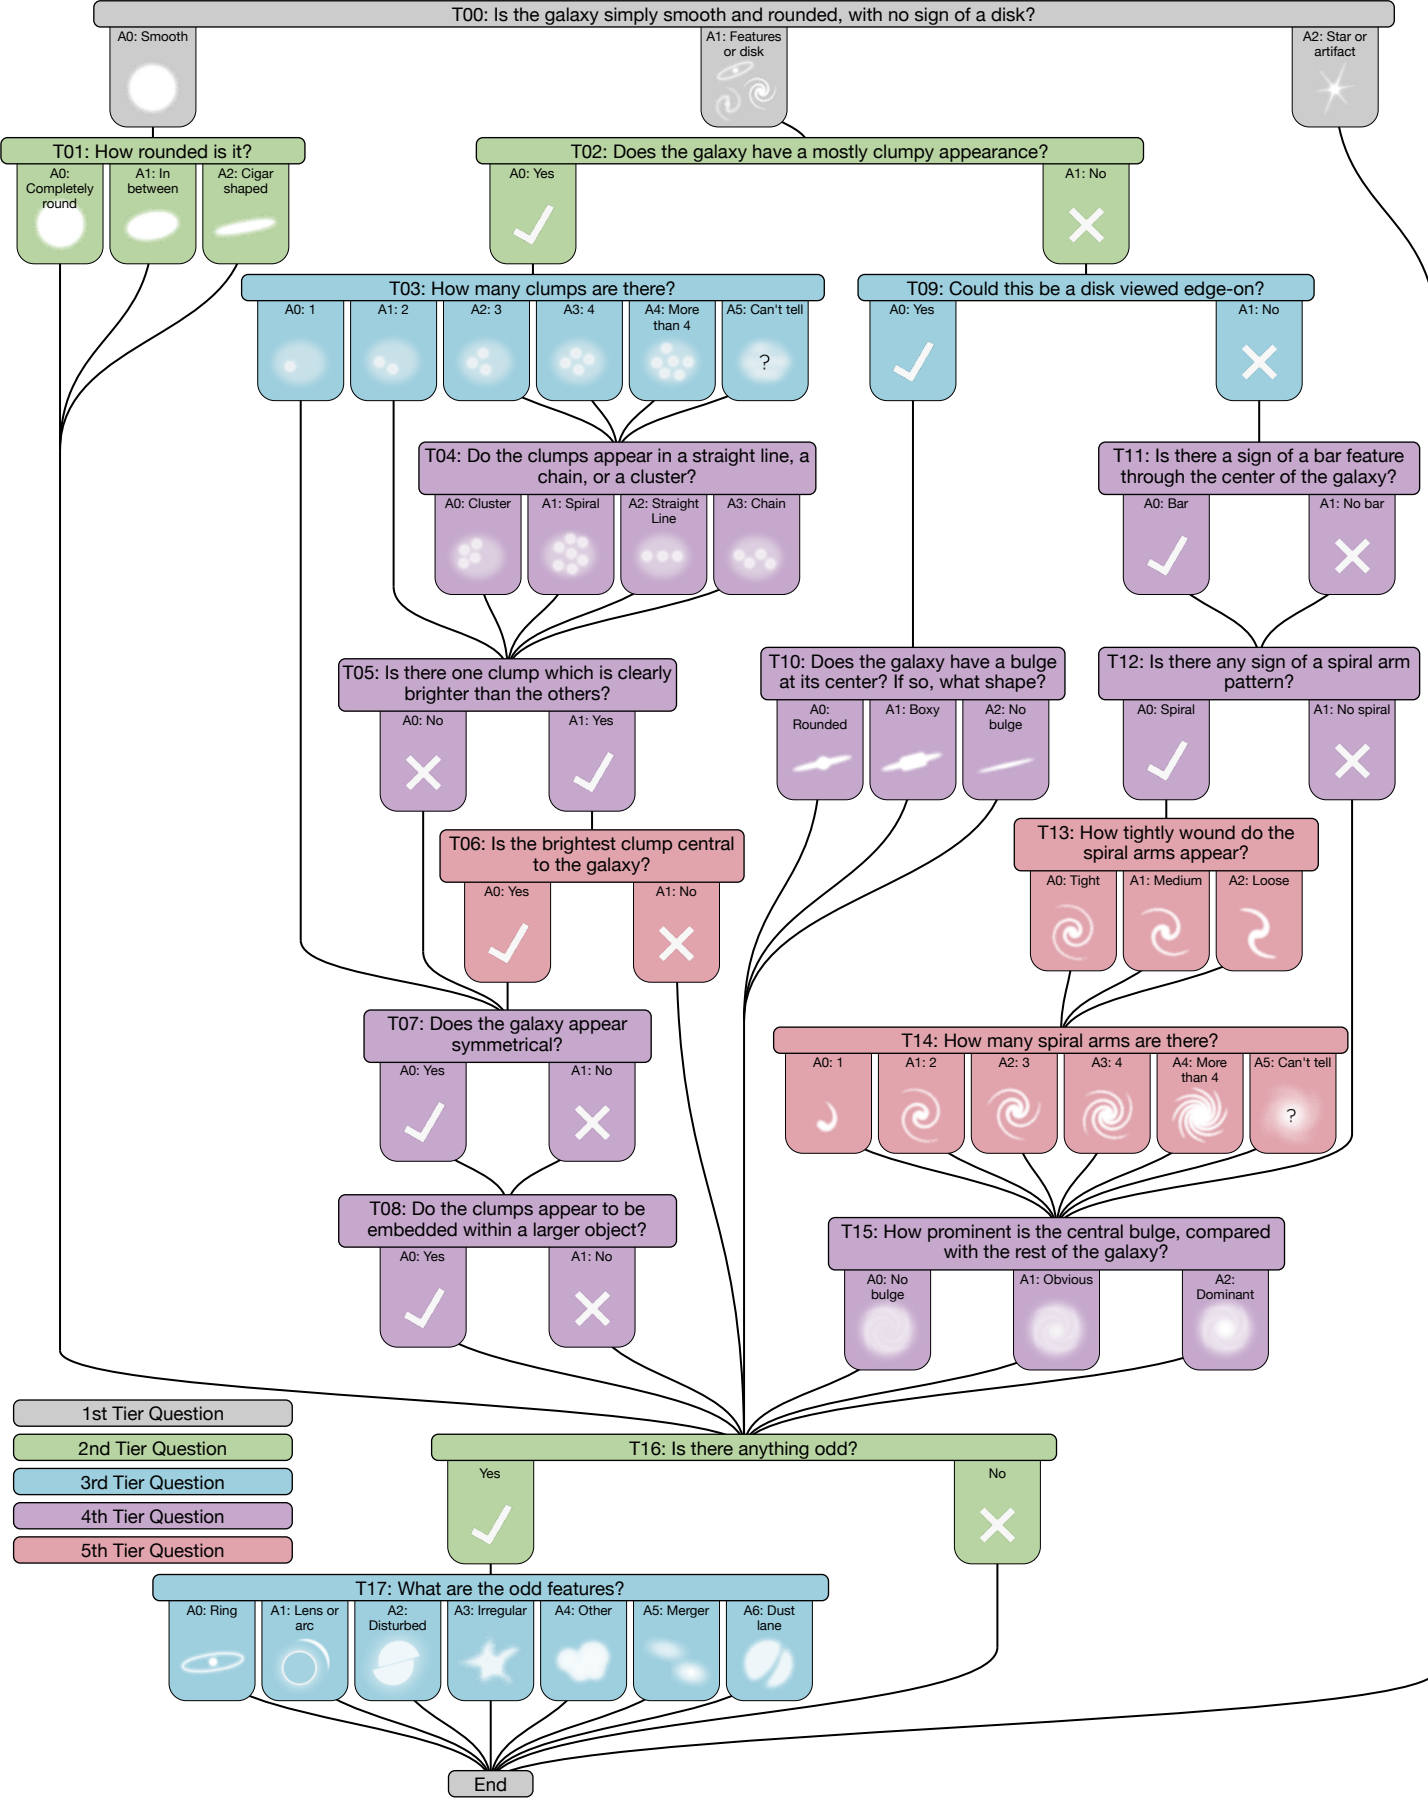 T00: Is the galaxy simply smooth and rounded, with no sign of a disk?
A0: Smooth
A1: Features
or disk
A2: Star or
artifact
T01: How rounded is it?
A0:
Completely
round
A1: In
between
A2: Cigar
shaped
T02: Does the galaxy have a mostly clumpy appearance?
A0: Yes
A1: No
T03: How many clumps are there?
A0: 1
A1: 2
A2: 3
A3: 4
A4: More
than 4
A5: Can't tell
?
T09: Could this be a disk viewed edge-on?
A0: Yes
A1: No
T04: Do the clumps appear in a straight line, a
chain, or a cluster?
A0: Cluster
A1: Spiral
A2: Straight
Line
A3: Chain
T11: Is there a sign of a bar feature
through the center of the galaxy?
A0: Bar
A1: No bar
T05: Is there one clump which is clearly
brighter than the others?
A0: No
A1: Yes
T10: Does the galaxy have a bulge
at its center? If so, what shape?
A0:
Rounded
A1: Boxy
A2: No
bulge
T12: Is there any sign of a spiral arm
pattern?
A0: Spiral
A1: No spiral
T06: Is the brightest clump central
to the galaxy?
A0: Yes
A1: No
T13: How tightly wound do the
spiral arms appear?
A0: Tight
A1: Medium
A2: Loose
T07: Does the galaxy appear
symmetrical?
A0: Yes
A1: No
T14: How many spiral arms are there?
A0: 1
A1: 2
A2: 3
A3: 4
A4: More
than 4
A5: Can't tell
?
T08: Do the clumps appear to be
embedded within a larger object?
A0: Yes
A1: No
T15: How prominent is the central bulge, compared
with the rest of the galaxy?
A0: No
bulge
A1: Obvious
A2:
Dominant
1st Tier Question
2nd Tier Question
3rd Tier Question
4th Tier Question
5th Tier Question
T16: Is there anything odd?
Yes
No
T17: What are the odd features?
A0: Ring
A1: Lens or
arc
A2:
Disturbed
A3: Irregular
A4: Other
A5: Merger
A6: Dust
lane
End